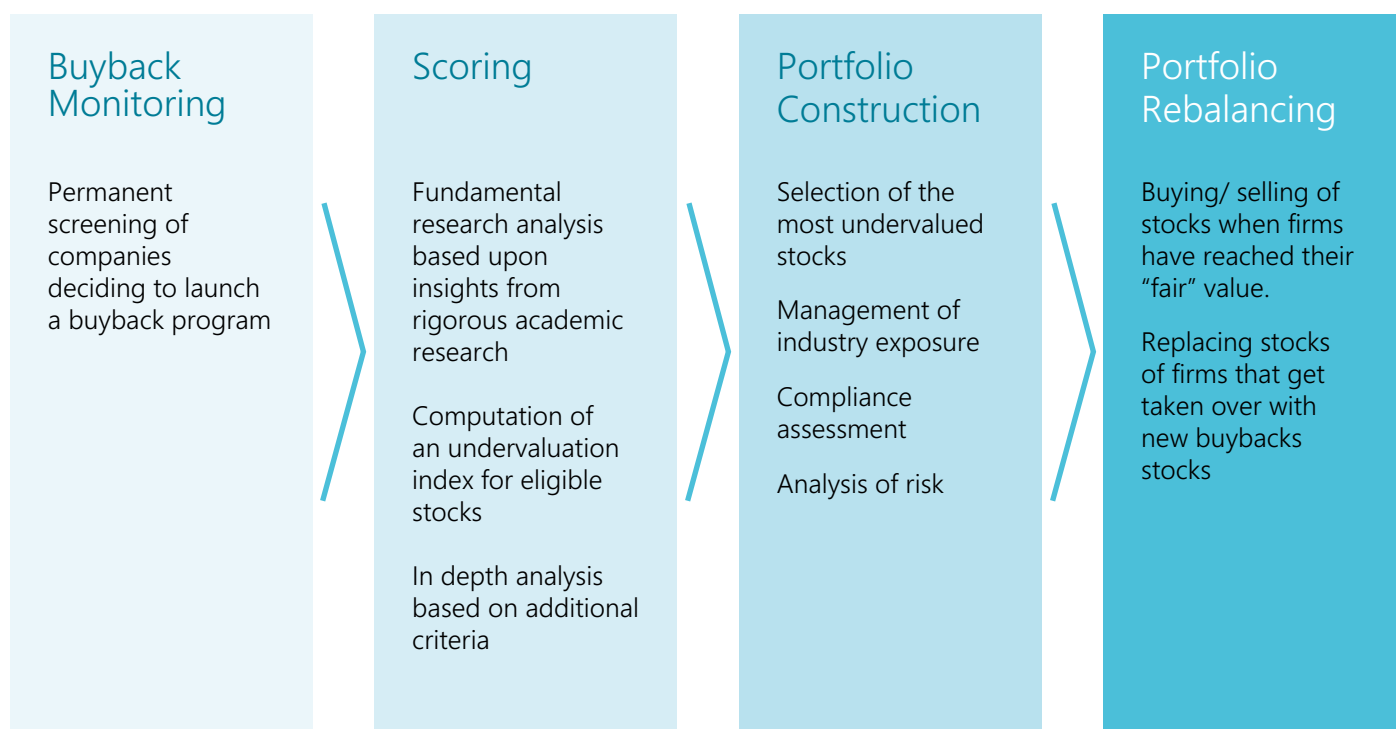 Buyback
Monitoring
Permanent
screening of
companies
deciding to launch
a buyback program
Scoring
Fundamental
research analysis
based upon
insights from
rigorous academic
research
Computation of
an undervaluation
index for eligible
stocks
In depth analysis
based on additional
criteria
Portfolio
Construction
Selection of the
most undervalued
stocks
Management of
industry exposure
Compliance
assessment
Analysis of risk
Portfolio
Rebalancing
Buying/ selling of
stocks when firms
have reached their
“fair” value.
Replacing stocks
of firms that get
taken over with
new buybacks
stocks